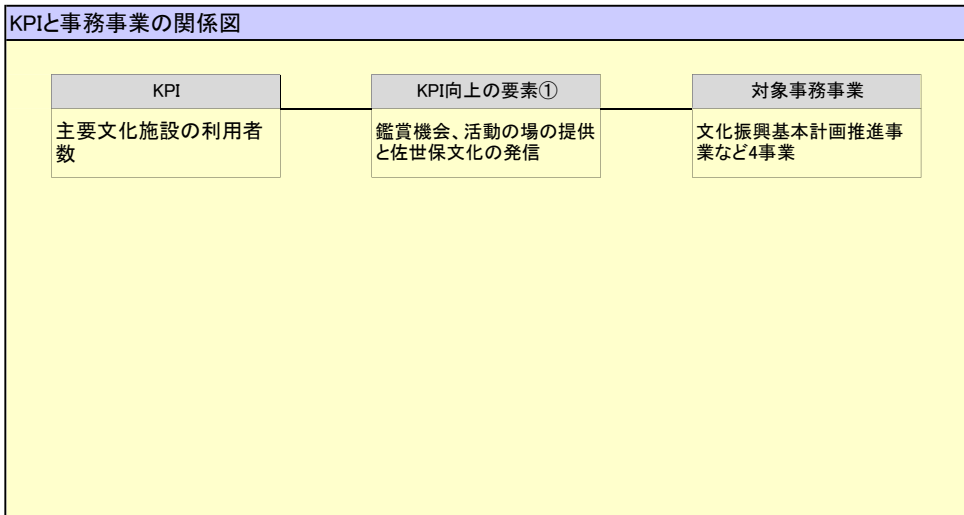 KPIと事務事業の関係図
KPI
KPI向上の要素①
対象事務事業
主要文化施設の利用者
数
鑑賞機会、活動の場の提供
と佐世保文化の発信
文化振興基本計画推進事
業など4事業